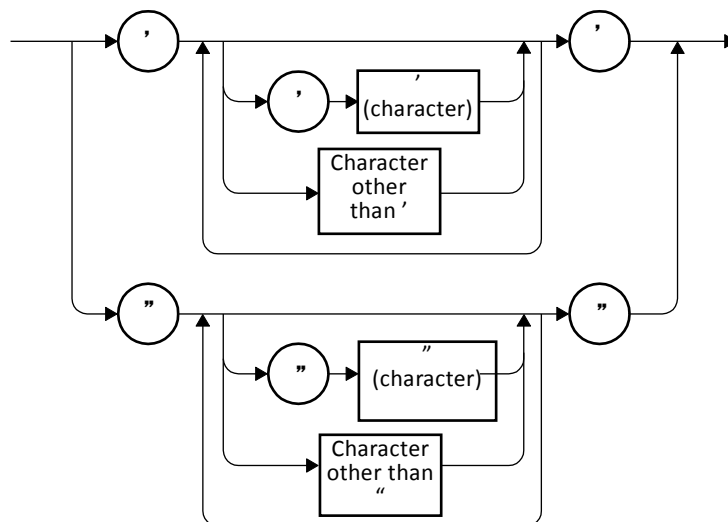 ’ ’
’ ′
(character)
Character
other
than ′
” ”
” ″
(character)
Character
other than
“